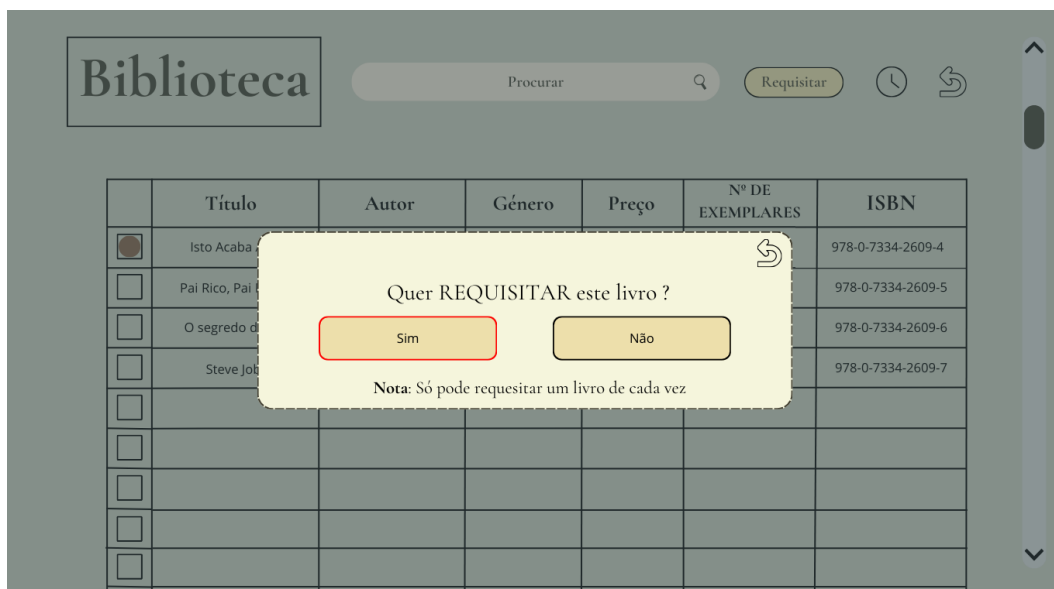 Biblioteca
Procurar
Requisitar
Título Autor Género Preço Nº DE EXEMPLARES ISBN
Isto Acaba 978-0-7334-2609-4
Pai Rico, Pai 978-0-7334-2609-5
O segredo d 978-0-7334-2609-6
Steve Job 978-0-7334-2609-7
Quer REQUISITAR este livro ?
Sim Não
Nota: Só pode requesitar um livro de cada vez